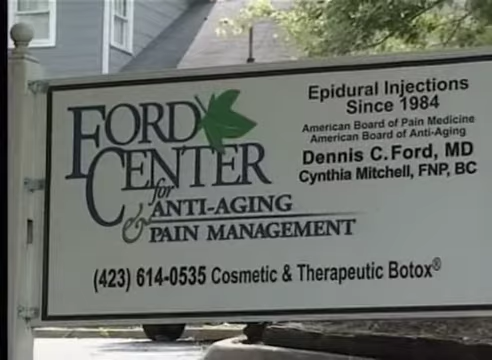 FORD
CENTER
for
ANTI-AGING
& PAIN MANAGEMENT
Epidural Injections
Since 1984
American Board of Pain Medicine
American Board of Anti-Aging
Dennis C. Ford, MD
Cynthia Mitchell, FNP, BC
(423) 614-0535 Cosmetic & Therapeutic Botox®